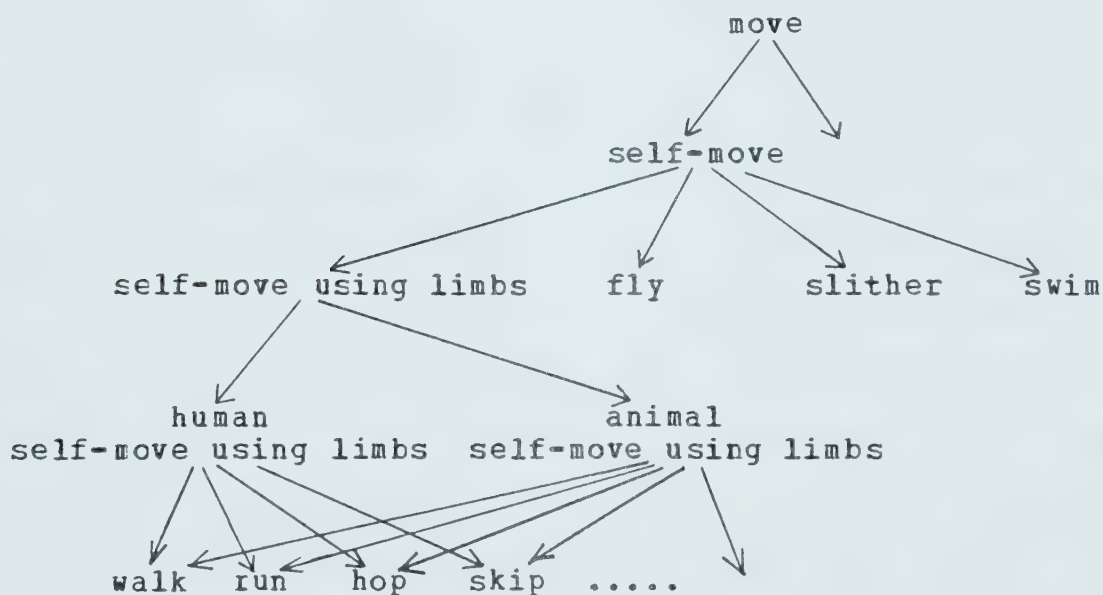 move
self-move
self-move using limbs fly slither swim
human animal
self-move using limbs self-move using limbs
walk run hop skip .....